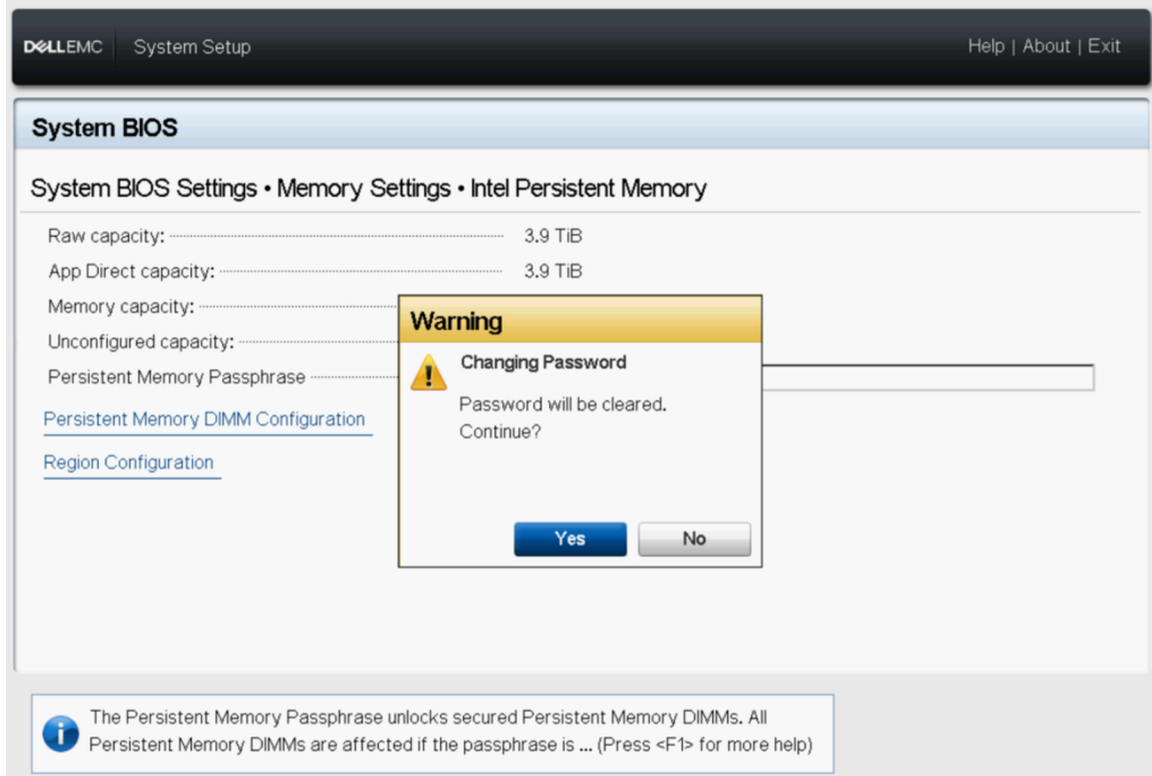 DELLEMC System Setup Help | About | Exit
System BIOS
System BIOS Settings • Memory Settings • Intel Persistent Memory
Raw capacity: 3.9 TiB
App Direct capacity: 3.9 TiB
Memory capacity:
Unconfigured capacity:
Persistent Memory Passphrase
Persistent Memory DIMM Configuration
Region Configuration
Warning
Changing Password
Password will be cleared.
Continue?
Yes No
The Persistent Memory Passphrase unlocks secured Persistent Memory DIMMs. All
Persistent Memory DIMMs are affected if the passphrase is ... (Press <F1> for more help)